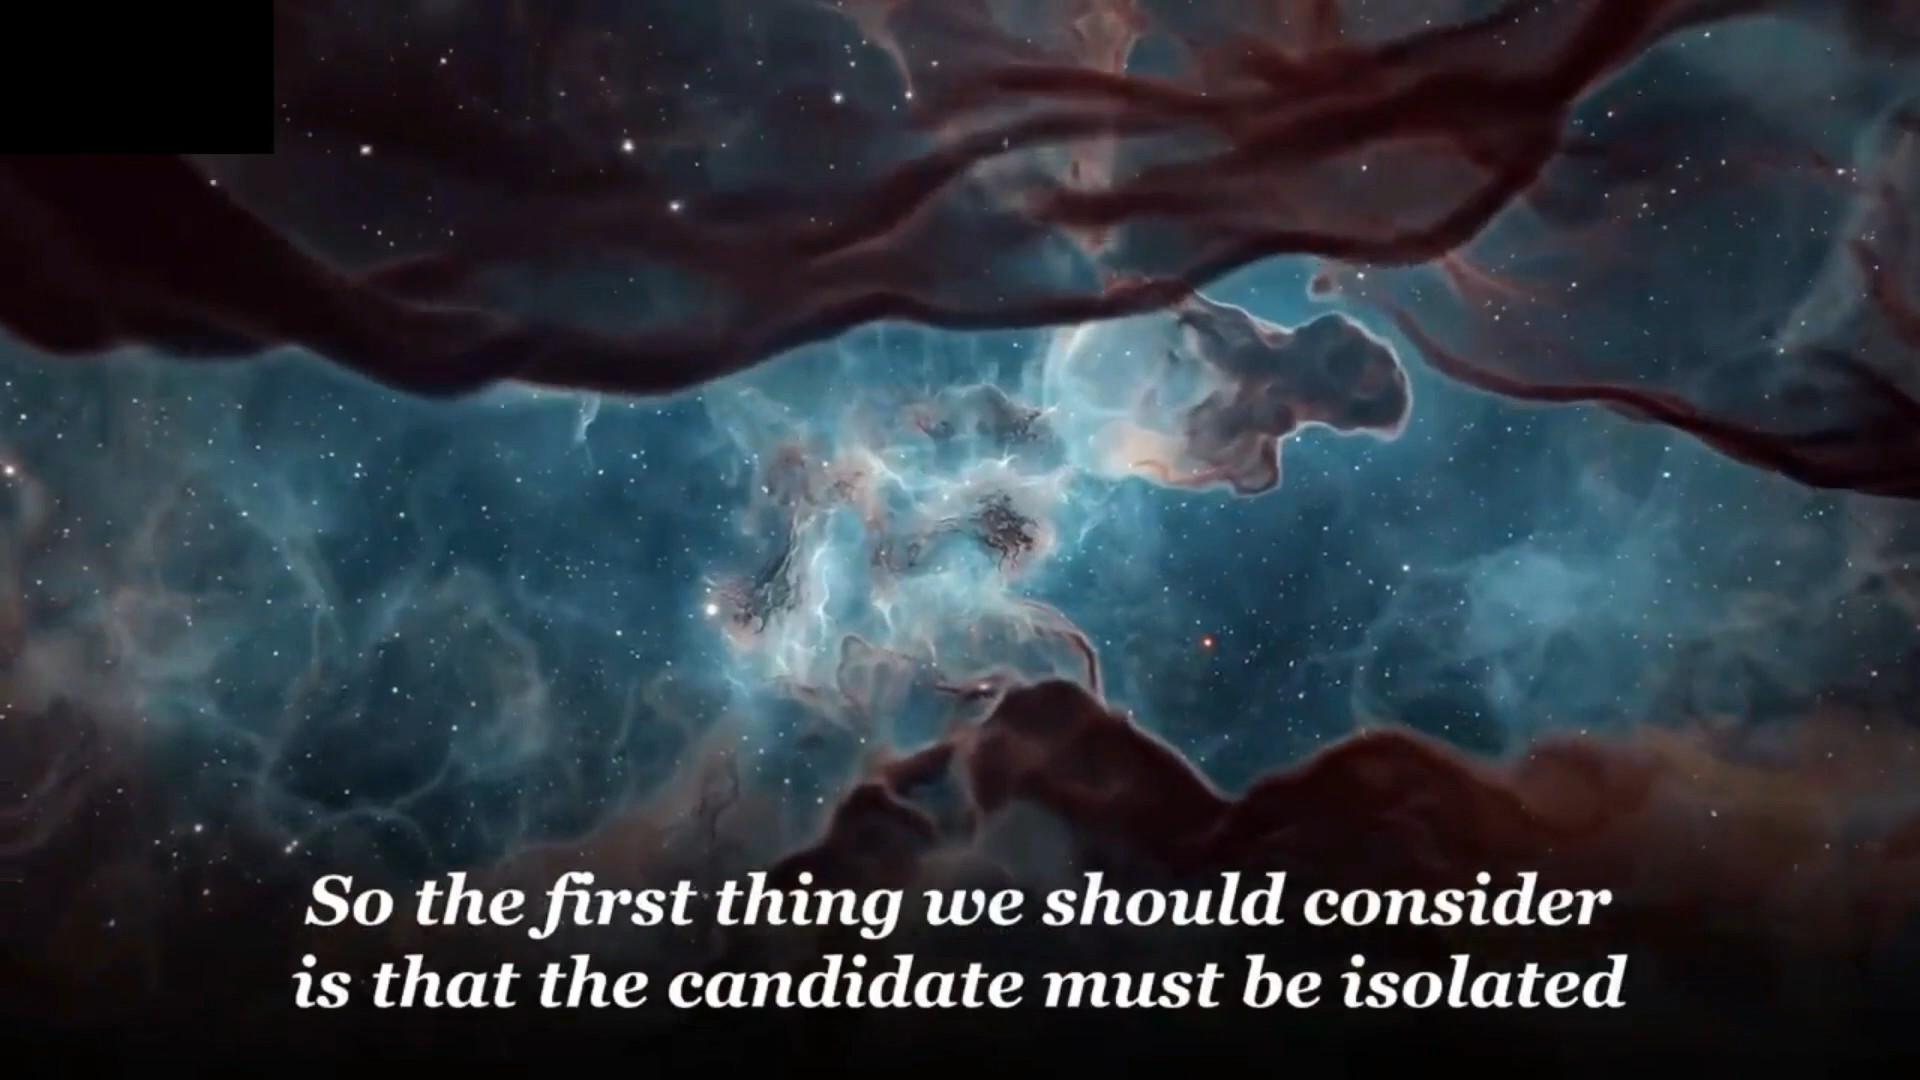 So the first thing we should consider
is that the candidate must be isolated